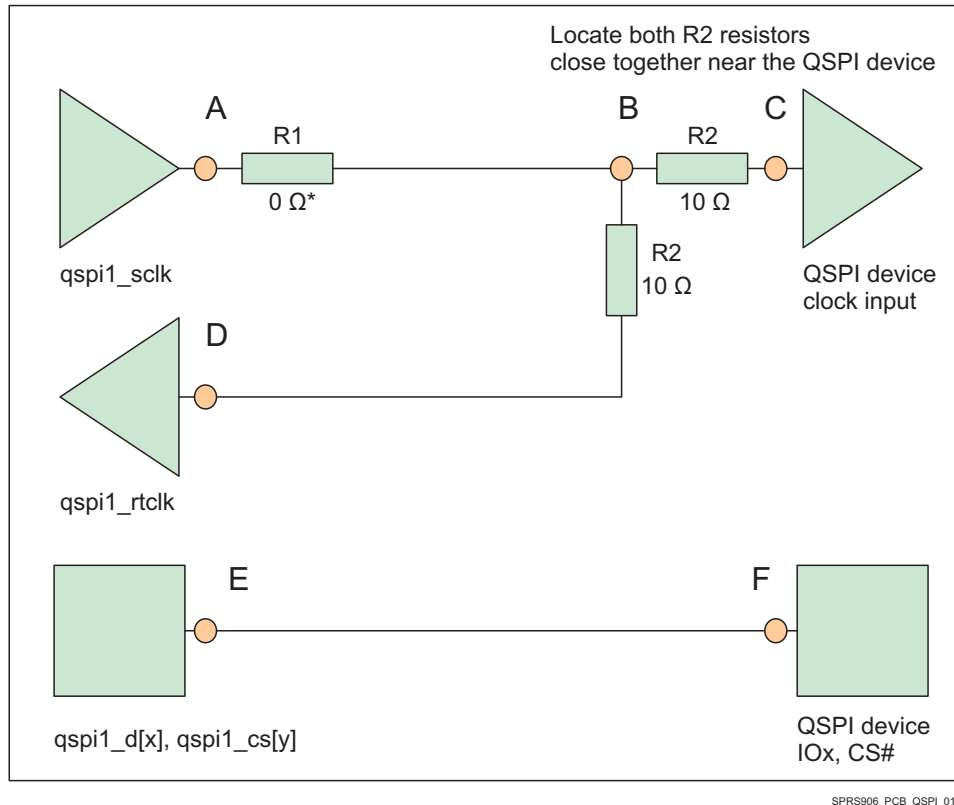 Locate both R2 resistors
close together near the QSPI device
A
B
C
R1
R2
0 Ω*
10 Ω
R2
10 Ω
qspi1_sclk
QSPI device
clock input
D
qspi1_rtclk
E
F
qspi1_d[x], qspi1_cs[y]
QSPI device
IOx, CS#
SPRS906_PCB_QSPI_01